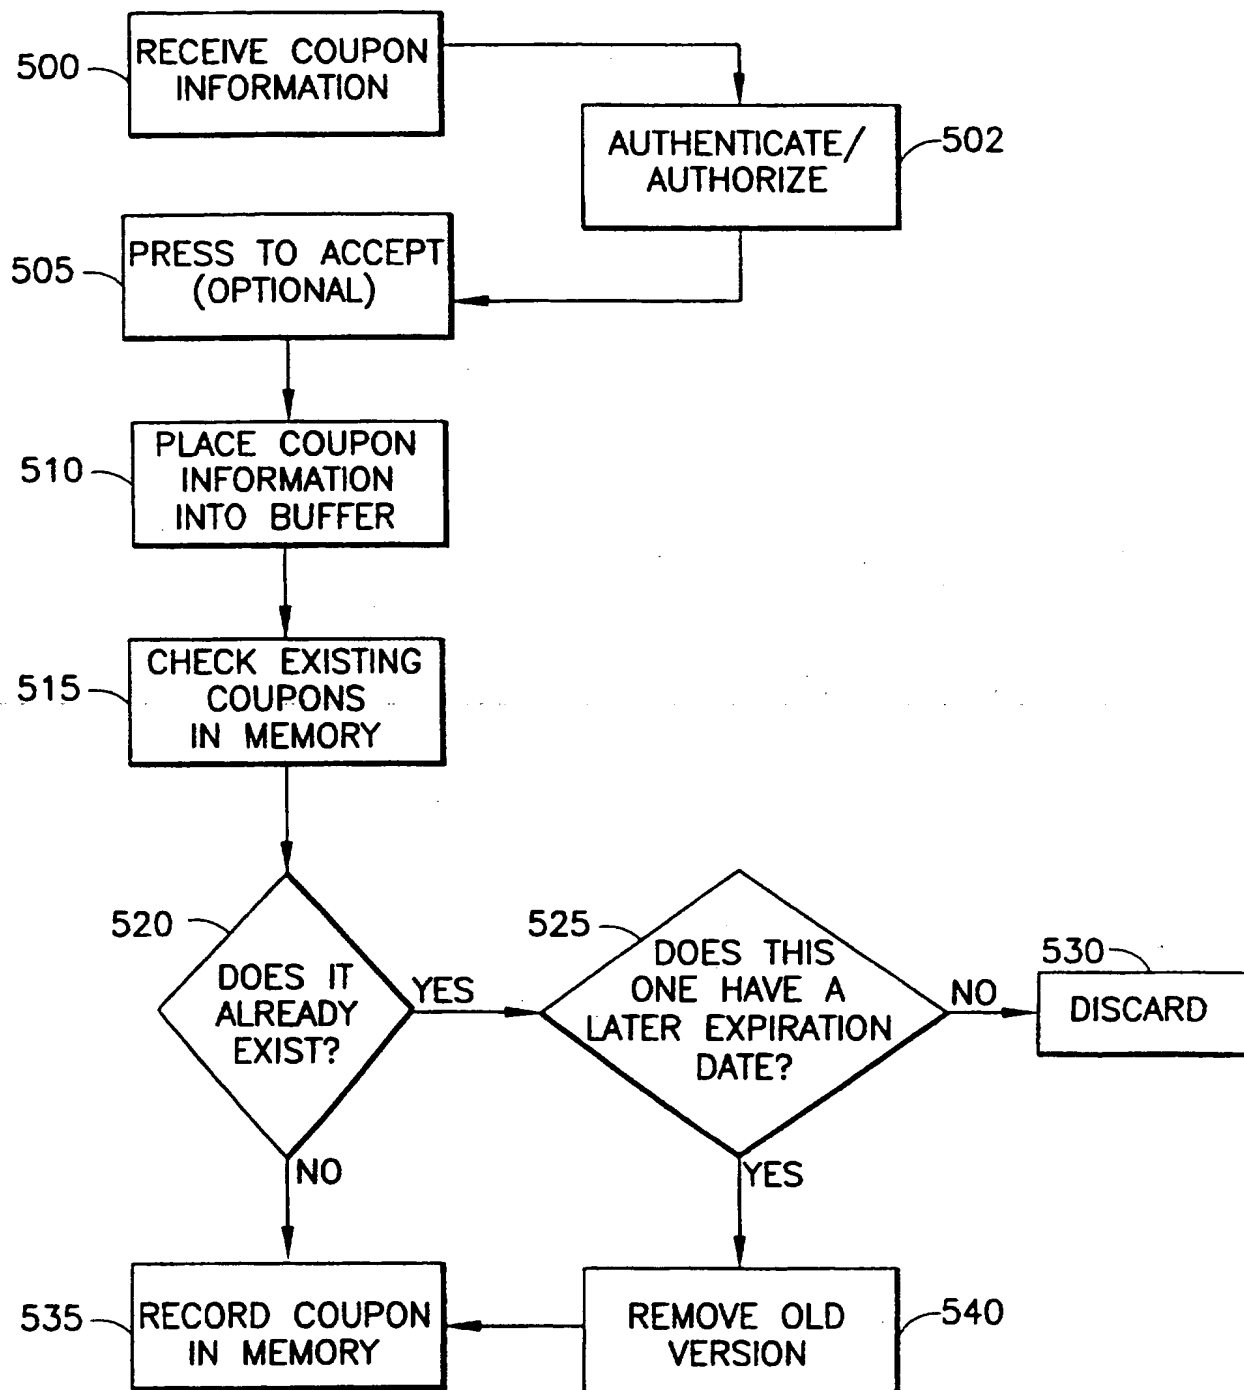 500
RECEIVE COUPON
INFORMATION
AUTHENTICATE/
AUTHORIZE
502
505
PRESS TO ACCEPT
(OPTIONAL)
510
PLACE COUPON
INFORMATION
INTO BUFFER
515
CHECK EXISTING
COUPONS
IN MEMORY
520
DOES IT
ALREADY
EXIST?
YES
NO
525
DOES THIS
ONE HAVE A
LATER EXPIRATION
DATE?
NO
YES
530
DISCARD
535
RECORD COUPON
IN MEMORY
REMOVE OLD
VERSION
540